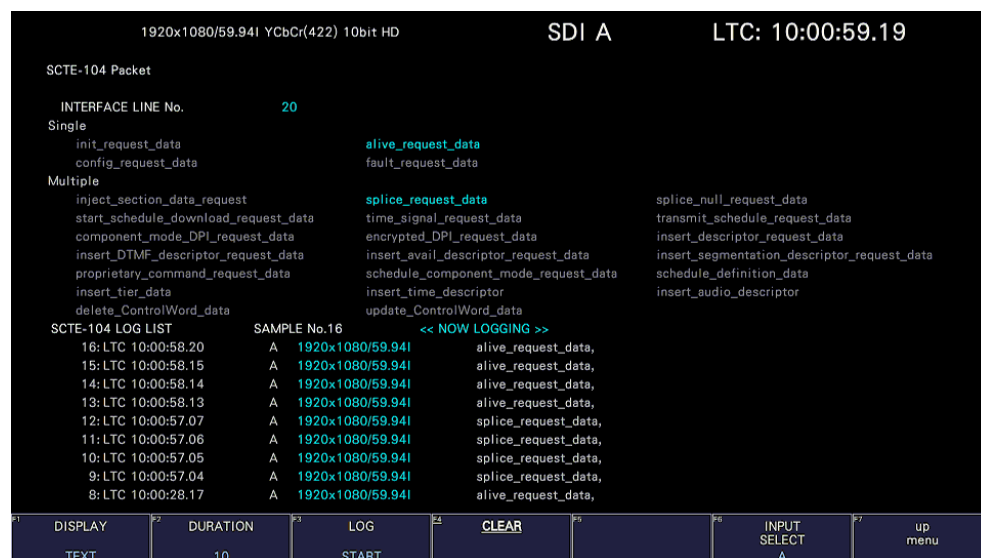 1920x1080/59.94I YCbCr(422) 10bit HD SDI A LTC: 10:00:59.19
SCTE-104 Packet
INTERFACE LINE No. 20
Single
init_request_data alive_request_data
config_request_data fault_request_data
Multiple
inject_section_data_request splice_request_data splice_null_request_data
start_schedule_download_request_data time_signal_request_data transmit_schedule_request_data
component_mode_DPI_request_data encrypted_DPI_request_data insert_descriptor_request_data
insert_DTMF_descriptor_request_data insert_avail_descriptor_request_data insert_segmentation_descriptor_request_data
proprietary_command_request_data schedule_component_mode_request_data schedule_definition_data
insert_tier_data insert_time_descriptor insert_audio_descriptor
delete_ControlWord_data update_ControlWord_data
SCTE-104 LOG LIST SAMPLE No.16 << NOW LOGGING >>
16: LTC 10:00:58.20 A 1920x1080/59.94I alive_request_data,
15: LTC 10:00:58.15 A 1920x1080/59.94I alive_request_data,
14: LTC 10:00:58.14 A 1920x1080/59.94I alive_request_data,
13: LTC 10:00:58.13 A 1920x1080/59.94I alive_request_data,
12: LTC 10:00:57.07 A 1920x1080/59.94I splice_request_data,
11: LTC 10:00:57.06 A 1920x1080/59.94I splice_request_data,
10: LTC 10:00:57.05 A 1920x1080/59.94I splice_request_data,
9: LTC 10:00:57.04 A 1920x1080/59.94I splice_request_data,
8: LTC 10:00:28.17 A 1920x1080/59.94I alive_request_data,
F1 DISPLAY F2 DURATION F3 LOG F4 CLEAR F5 F6 INPUT F7 up
SELECT menu
TEXT 10 START A